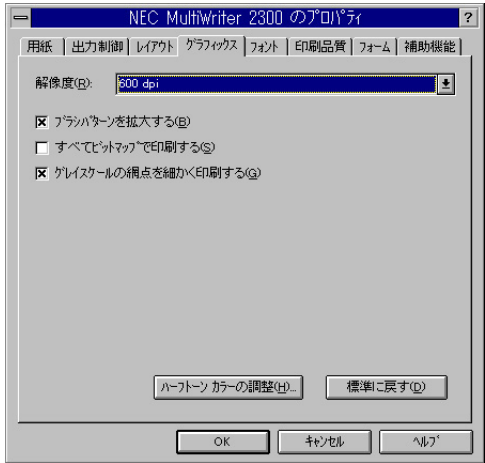 NEC MultiWriter 2300 のﾌﾟﾛﾊﾟﾃｨ ?
用紙 出力制御 ﾚｲｱｳﾄ ｸﾞﾗﾌｨｯｸｽ ﾌｫﾝﾄ 印刷品質 ﾌｫｰﾑ 補助機能
解像度(R): 600 dpi
ﾌﾞﾗｼﾊﾟﾀｰﾝを拡大する(B)
すべてﾋﾞｯﾄﾏｯﾌﾟで印刷する(S)
ｸﾞﾚｲｽｹｰﾙの網点を細かく印刷する(G)
ﾊｰﾌﾄｰﾝ ｶﾗｰの調整(H)... 標準に戻す(D)
OK ｷｬﾝｾﾙ ﾍﾙﾌﾟ